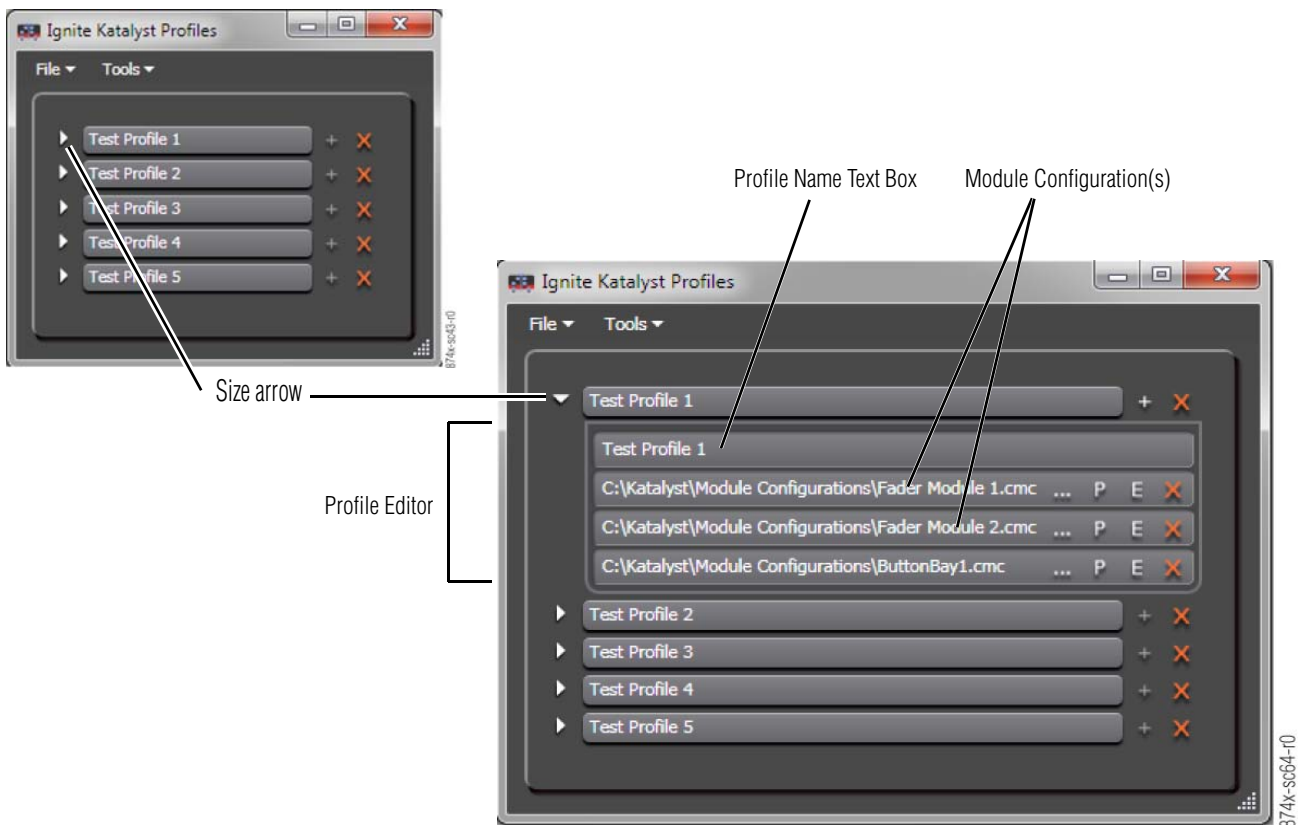 Ignite Katalyst Profiles
File Tools
Test Profile 1 + X
Test Profile 2 + X
Test Profile 3 + X
Test Profile 4 + X
Test Profile 5 + X
874x-sc43-r0
Size arrow
Profile Name Text Box
Module Configuration(s)
Profile Editor
Ignite Katalyst Profiles
File Tools
Test Profile 1 + X
Test Profile 1
C:\Katalyst\Module Configurations\Fader Module 1.cmc ... P E X
C:\Katalyst\Module Configurations\Fader Module 2.cmc ... P E X
C:\Katalyst\Module Configurations\ButtonBay1.cmc ... P E X
Test Profile 2 + X
Test Profile 3 + X
Test Profile 4 + X
Test Profile 5 + X
874x-sc64-r0